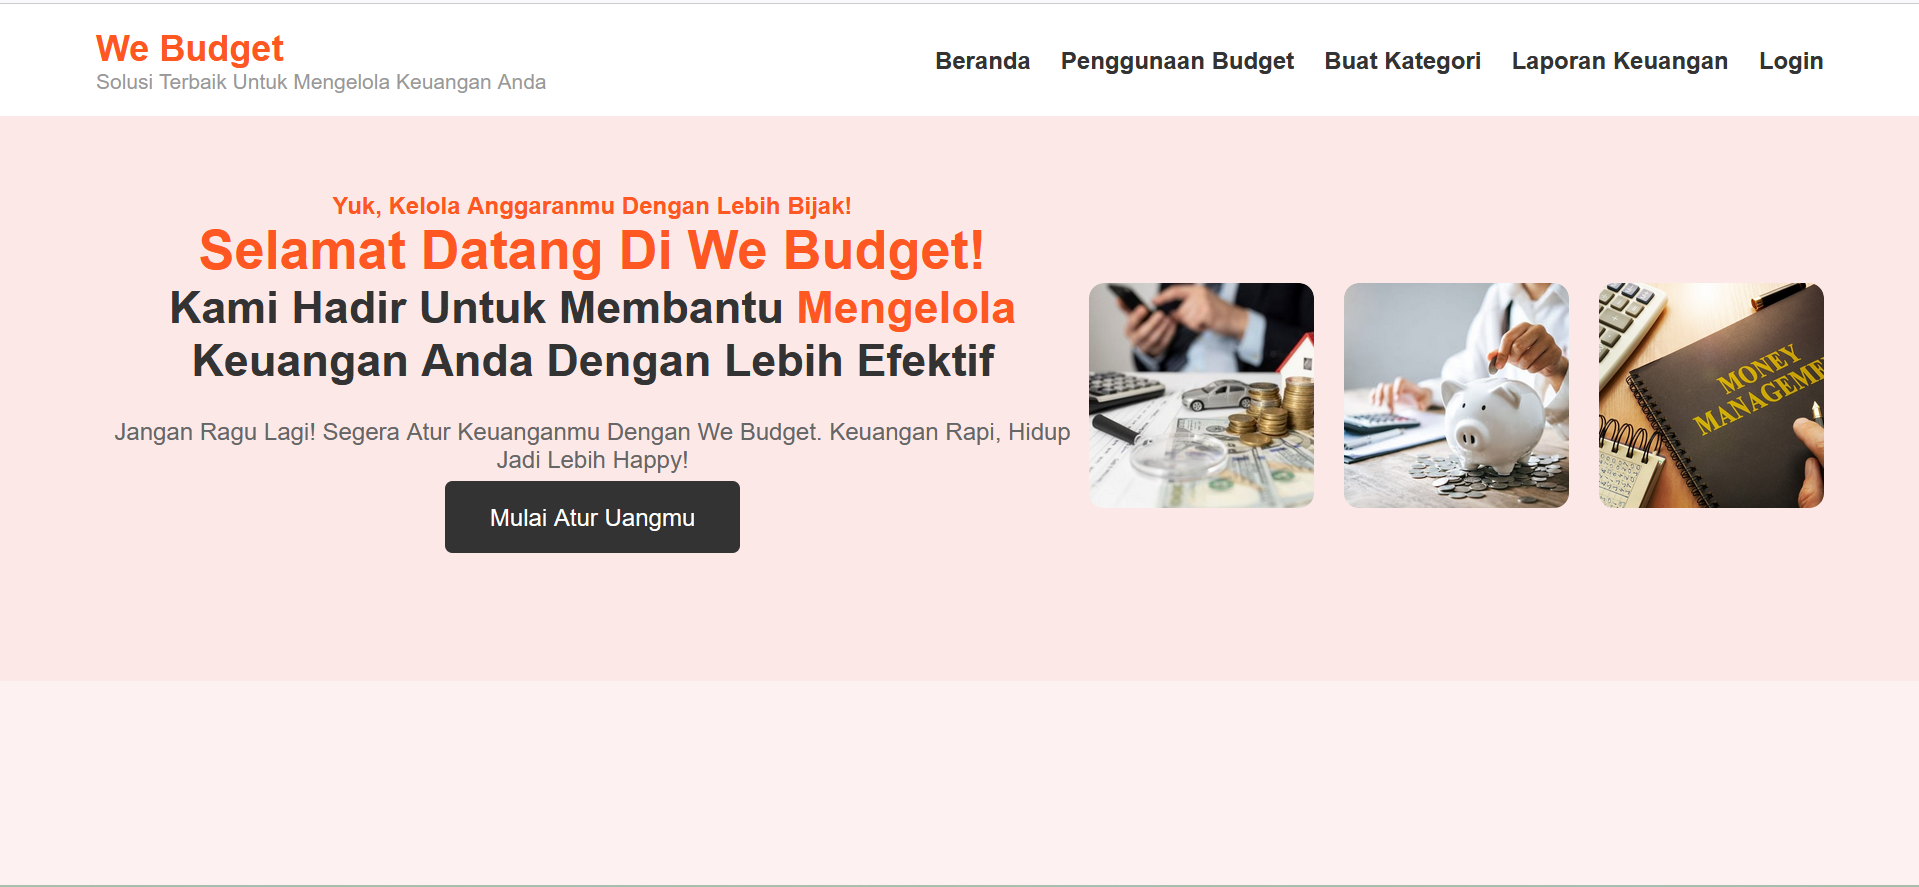 We Budget
Solusi Terbaik Untuk Mengelola Keuangan Anda
Beranda Penggunaan Budget Buat Kategori Laporan Keuangan Login
Yuk, Kelola Anggaranmu Dengan Lebih Bijak!
Selamat Datang Di We Budget!
Kami Hadir Untuk Membantu Mengelola
Keuangan Anda Dengan Lebih Efektif
Jangan Ragu Lagi! Segera Atur Keuanganmu Dengan We Budget. Keuangan Rapi, Hidup
Jadi Lebih Happy!
Mulai Atur Uangmu
MONEY
MANAGEME